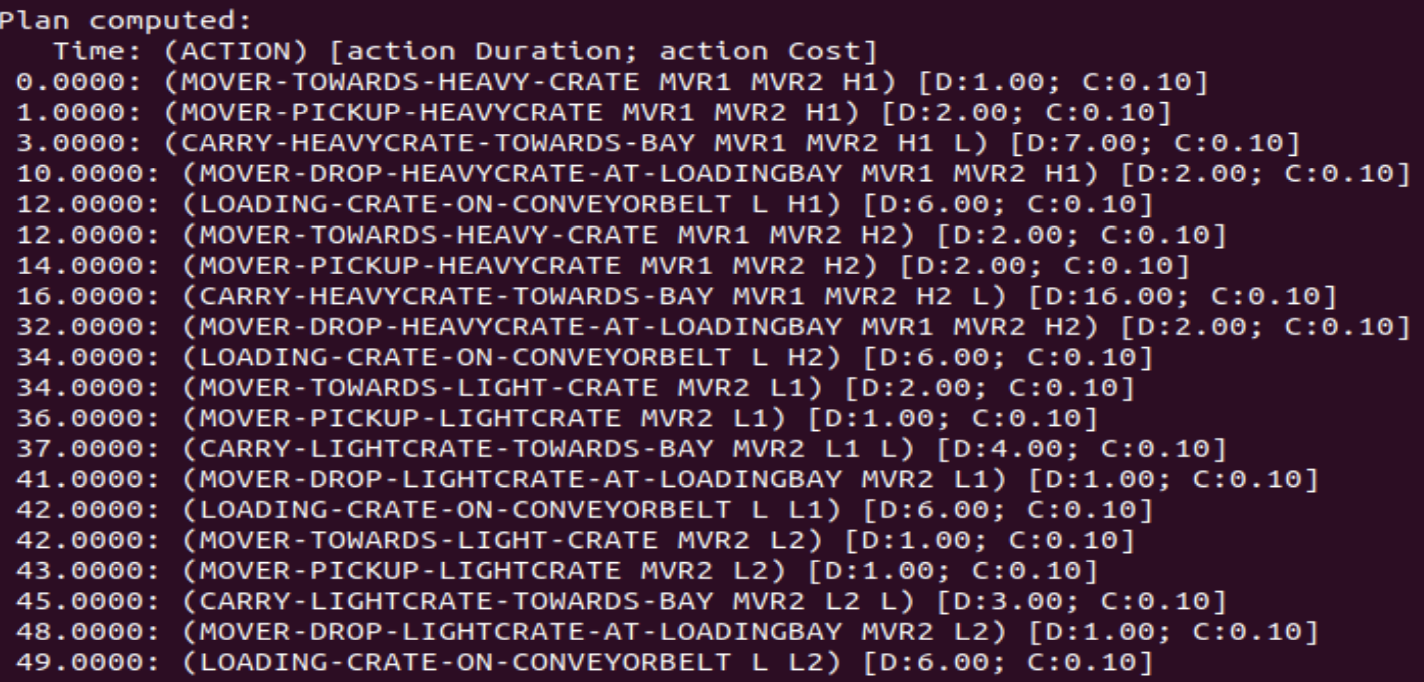 Plan computed:
Time: (ACTION) [action Duration; action Cost]
0.0000: (MOVER-TOWARDS-HEAVY-CRATE MVR1 MVR2 H1) [D:1.00; C:0.10]
1.0000: (MOVER-PICKUP-HEAVYCRATE MVR1 MVR2 H1) [D:2.00; C:0.10]
3.0000: (CARRY-HEAVYCRATE-TOWARDS-BAY MVR1 MVR2 H1 L) [D:7.00; C:0.10]
10.0000: (MOVER-DROP-HEAVYCRATE-AT-LOADINGBAY MVR1 MVR2 H1) [D:2.00; C:0.10]
12.0000: (LOADING-CRATE-ON-CONVEYORBELT L H1) [D:6.00; C:0.10]
12.0000: (MOVER-TOWARDS-HEAVY-CRATE MVR1 MVR2 H2) [D:2.00; C:0.10]
14.0000: (MOVER-PICKUP-HEAVYCRATE MVR1 MVR2 H2) [D:2.00; C:0.10]
16.0000: (CARRY-HEAVYCRATE-TOWARDS-BAY MVR1 MVR2 H2 L) [D:16.00; C:0.10]
32.0000: (MOVER-DROP-HEAVYCRATE-AT-LOADINGBAY MVR1 MVR2 H2) [D:2.00; C:0.10]
34.0000: (LOADING-CRATE-ON-CONVEYORBELT L H2) [D:6.00; C:0.10]
34.0000: (MOVER-TOWARDS-LIGHT-CRATE MVR2 L1) [D:2.00; C:0.10]
36.0000: (MOVER-PICKUP-LIGHTCRATE MVR2 L1) [D:1.00; C:0.10]
37.0000: (CARRY-LIGHTCRATE-TOWARDS-BAY MVR2 L1 L) [D:4.00; C:0.10]
41.0000: (MOVER-DROP-LIGHTCRATE-AT-LOADINGBAY MVR2 L1) [D:1.00; C:0.10]
42.0000: (LOADING-CRATE-ON-CONVEYORBELT L L1) [D:6.00; C:0.10]
42.0000: (MOVER-TOWARDS-LIGHT-CRATE MVR2 L2) [D:1.00; C:0.10]
43.0000: (MOVER-PICKUP-LIGHTCRATE MVR2 L2) [D:1.00; C:0.10]
45.0000: (CARRY-LIGHTCRATE-TOWARDS-BAY MVR2 L2 L) [D:3.00; C:0.10]
48.0000: (MOVER-DROP-LIGHTCRATE-AT-LOADINGBAY MVR2 L2) [D:1.00; C:0.10]
49.0000: (LOADING-CRATE-ON-CONVEYORBELT L L2) [D:6.00; C:0.10]